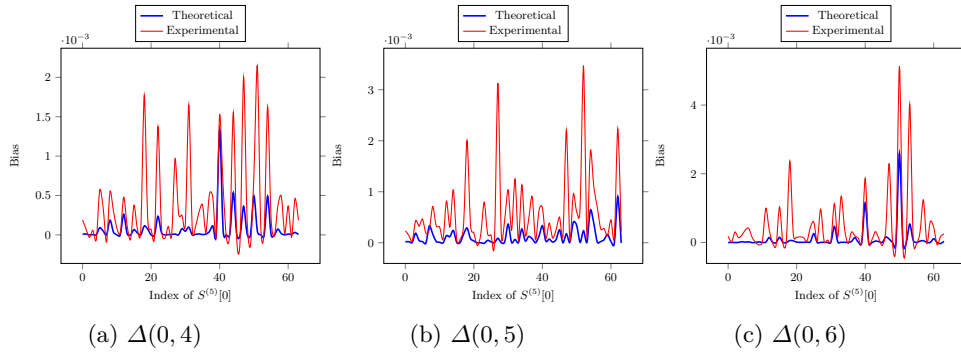 Theoretical
Experimental
·10⁻³
2
1.5
1
0.5
0
Bias
0 20 40 60
Index of S⁽⁵⁾[0]
(a) Δ(0, 4)
Theoretical
Experimental
·10⁻³
3
2
1
0
Bias
0 20 40 60
Index of S⁽⁵⁾[0]
(b) Δ(0, 5)
Theoretical
Experimental
·10⁻³
4
2
0
Bias
0 20 40 60
Index of S⁽⁵⁾[0]
(c) Δ(0, 6)